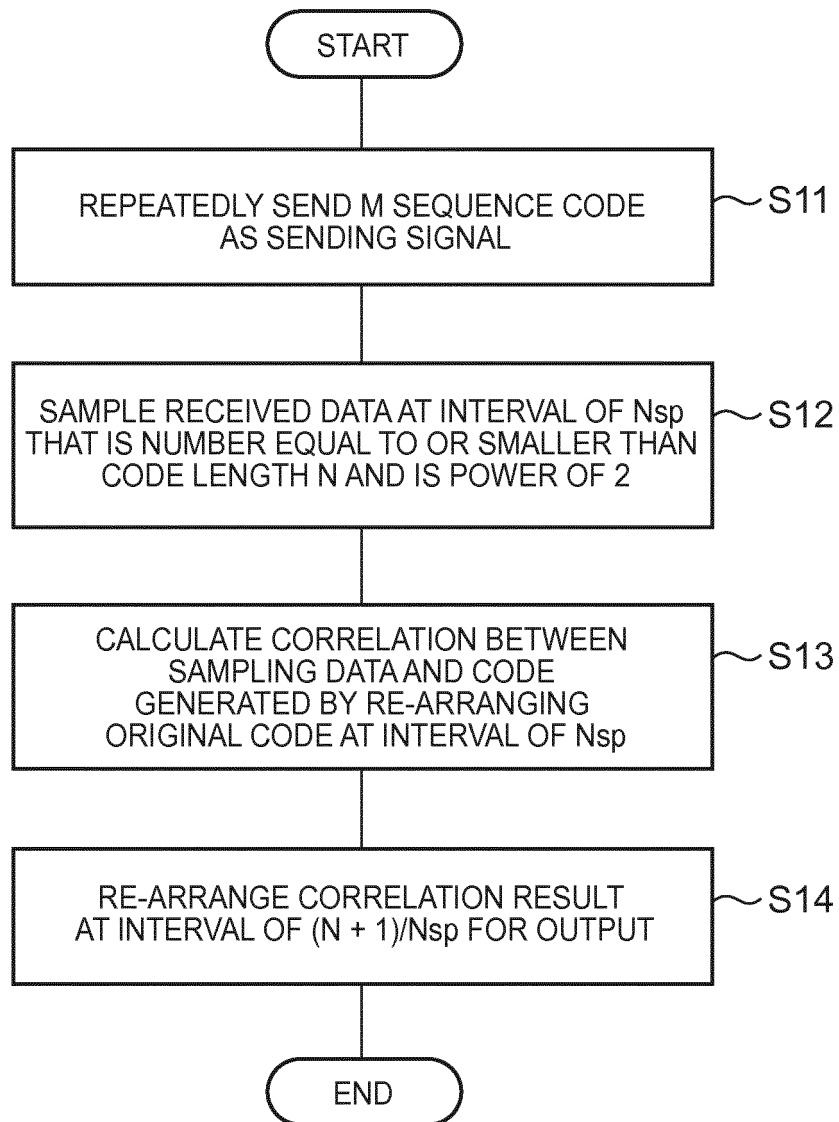 START
REPEATEDLY SEND M SEQUENCE CODE
AS SENDING SIGNAL
S11
SAMPLE RECEIVED DATA AT INTERVAL OF Nsp
THAT IS NUMBER EQUAL TO OR SMALLER THAN
CODE LENGTH N AND IS POWER OF 2
S12
CALCULATE CORRELATION BETWEEN
SAMPLING DATA AND CODE
GENERATED BY RE-ARRANGING
ORIGINAL CODE AT INTERVAL OF Nsp
S13
RE-ARRANGE CORRELATION RESULT
AT INTERVAL OF (N + 1)/Nsp FOR OUTPUT
S14
END